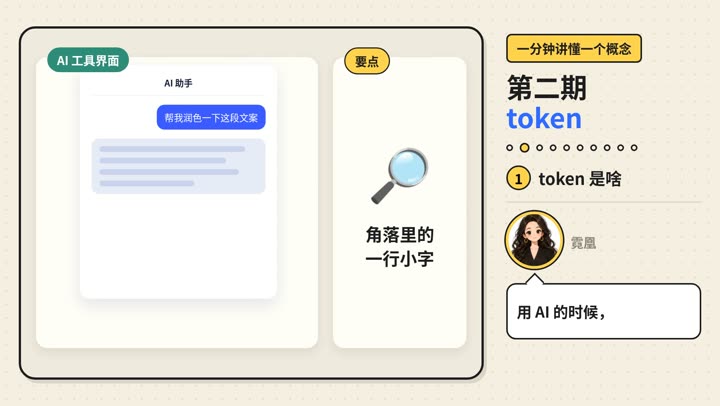 AI 工具界面
AI 助手
帮我润色一下这段文案
要点
角落里的
一行小字
一分钟讲懂一个概念
第二期
token
1 token 是啥
霓凰
用 AI 的时候，